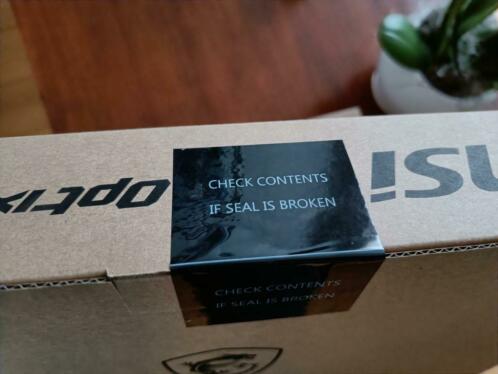 msi
Optix
CHECK CONTENTS
IF SEAL IS BROKEN
CHECK CONTENTS
IF SEAL IS BROKEN